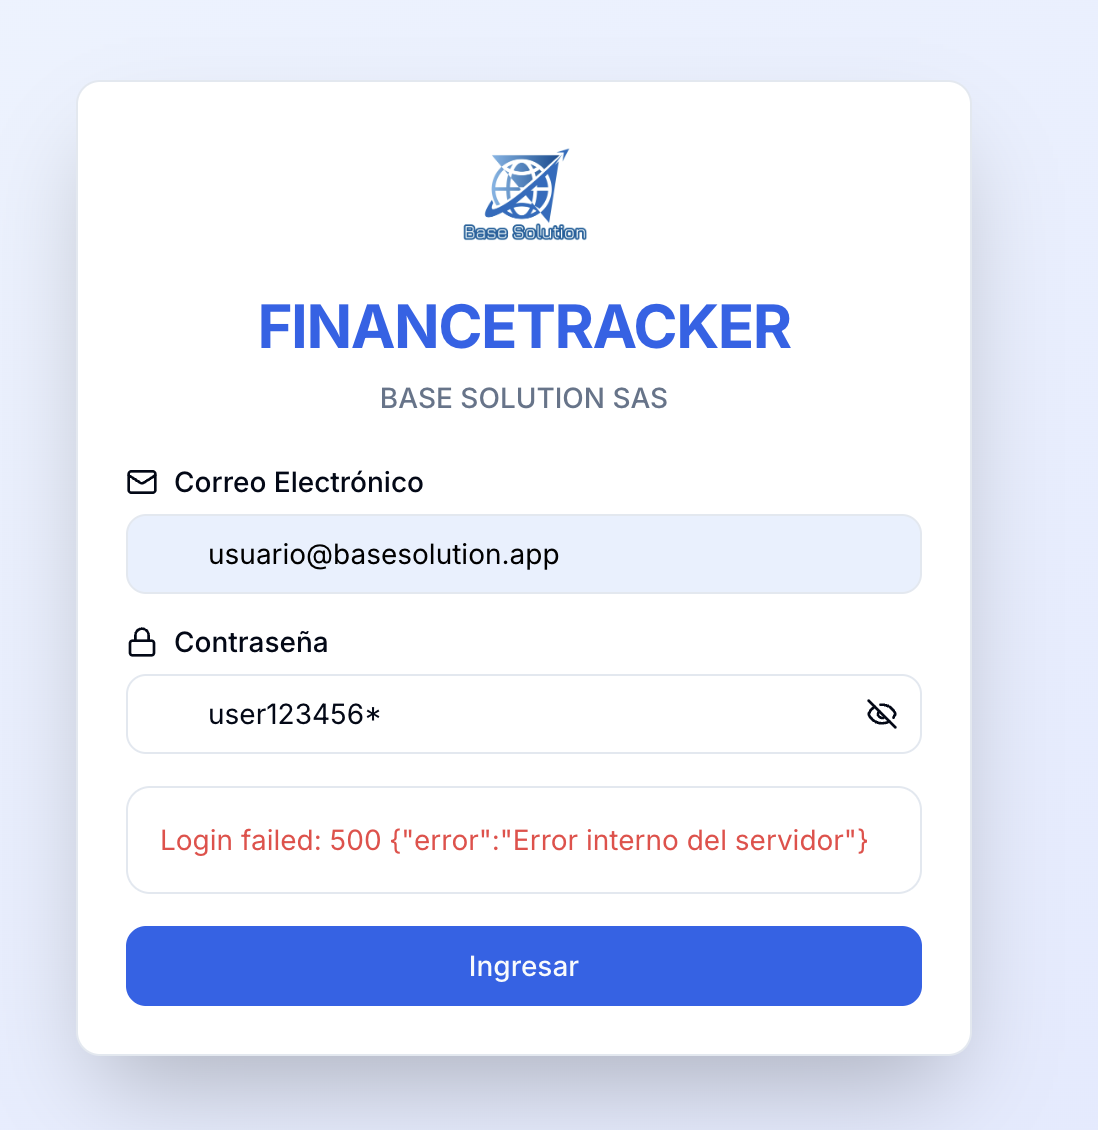 Base Solution
FINANCETRACKER
BASE SOLUTION SAS
Correo Electrónico
usuario@basesolution.app
Contraseña
user123456*
Login failed: 500 {"error":"Error interno del servidor"}
Ingresar